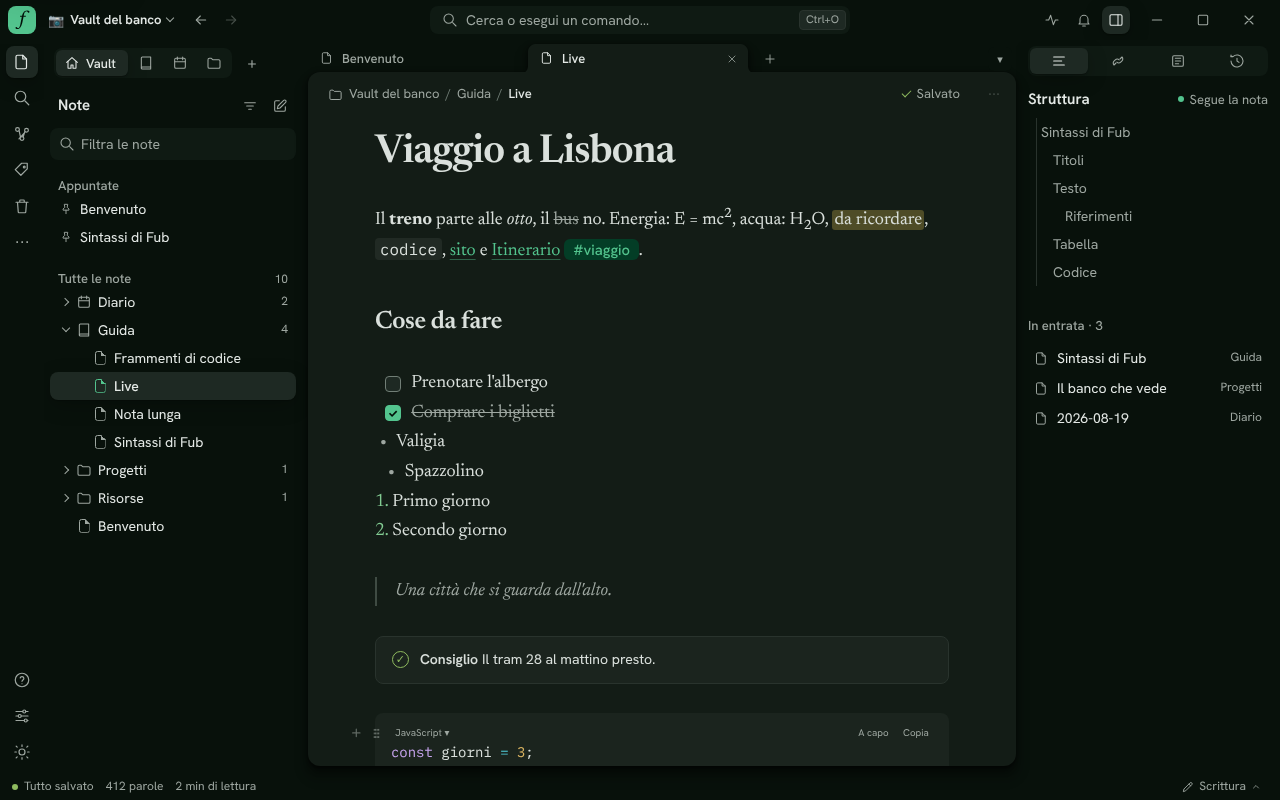 Vault del banco
Cerca o esegui un comando…
Ctrl+O
Vault
Note
Filtra le note
Appuntate
Benvenuto
Sintassi di Fub
Tutte le note 10
Diario 2
Guida 4
Frammenti di codice
Live
Nota lunga
Sintassi di Fub
Progetti 1
Risorse 1
Benvenuto
Benvenuto
Live
Vault del banco / Guida / Live
Salvato
Viaggio a Lisbona
Il treno parte alle otto, il bus no. Energia: E = mc², acqua: H₂O, da ricordare,
codice, sito e Itinerario #viaggio.
Cose da fare
Prenotare l'albergo
Comprare i biglietti
• Valigia
• Spazzolino
1. Primo giorno
2. Secondo giorno
Una città che si guarda dall'alto.
Consiglio Il tram 28 al mattino presto.
JavaScript ▾
A capo Copia
const giorni = 3;
Struttura
Segue la nota
Sintassi di Fub
Titoli
Testo
Riferimenti
Tabella
Codice
In entrata · 3
Sintassi di Fub Guida
Il banco che vede Progetti
2026-08-19 Diario
Tutto salvato 412 parole 2 min di lettura
Scrittura